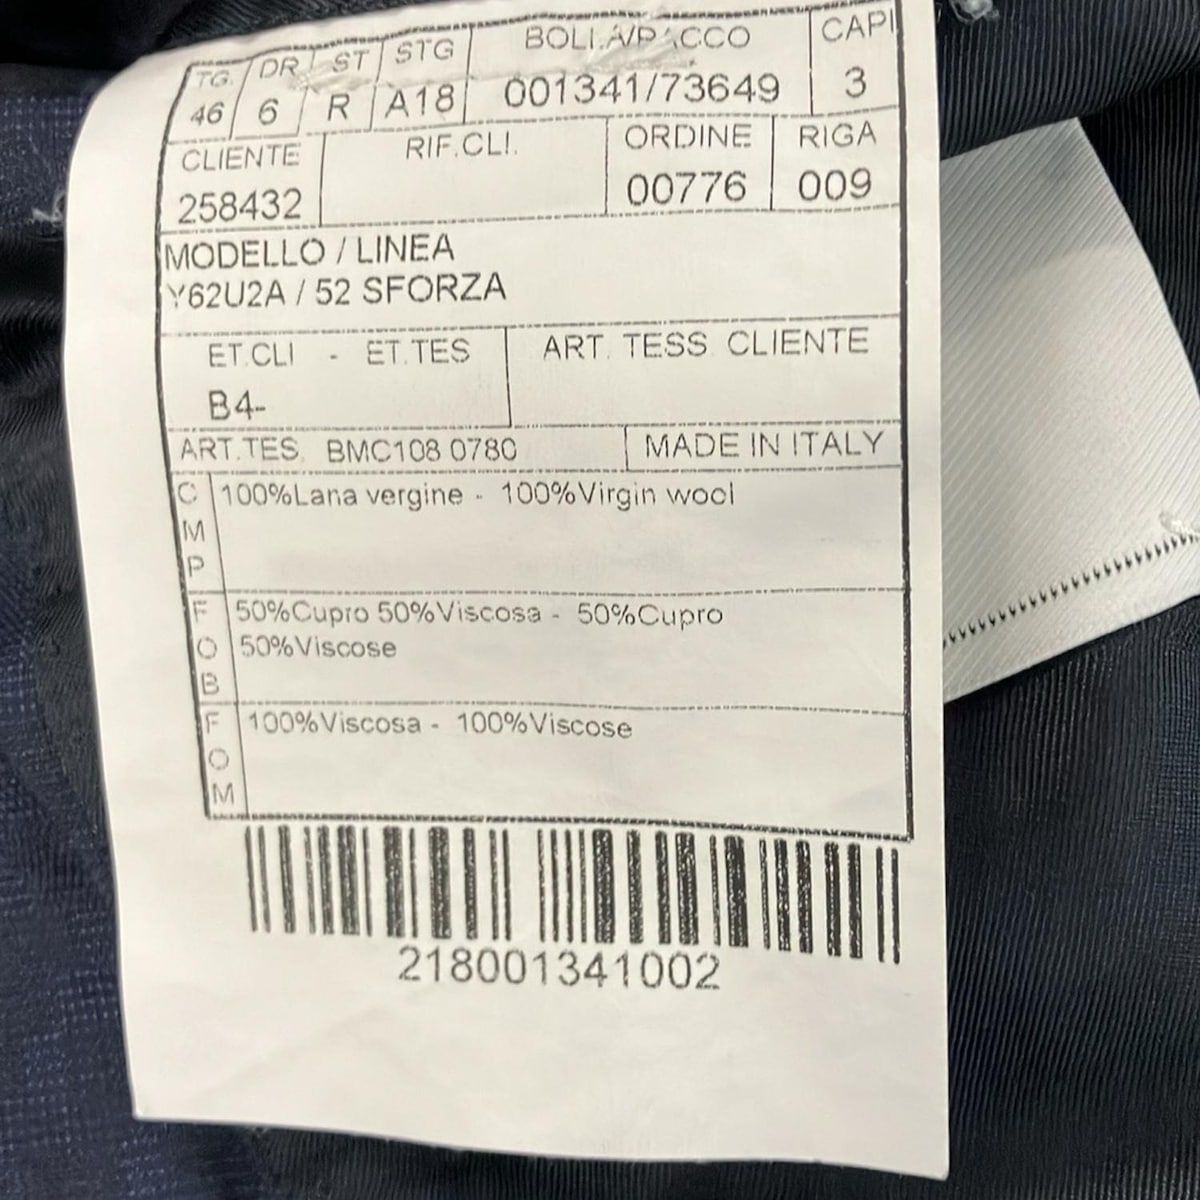 TG. DR ST STG BOLLA/PACCO CAPI
46 6 R A18 001341/73649 3
CLIENTE RIF.CLI. ORDINE RIGA
258432 00776 009
MODELLO / LINEA
Y62U2A / 52 SFORZA
ET.CLI - ET.TES ART. TESS. CLIENTE
B4-
ART.TES. BMC108 0780 MADE IN ITALY
CMP 100%Lana vergine - 100%Virgin wool
FOB 50%Cupro 50%Viscosa - 50%Cupro
50%Viscose
FOM 100%Viscosa - 100%Viscose
218001341002